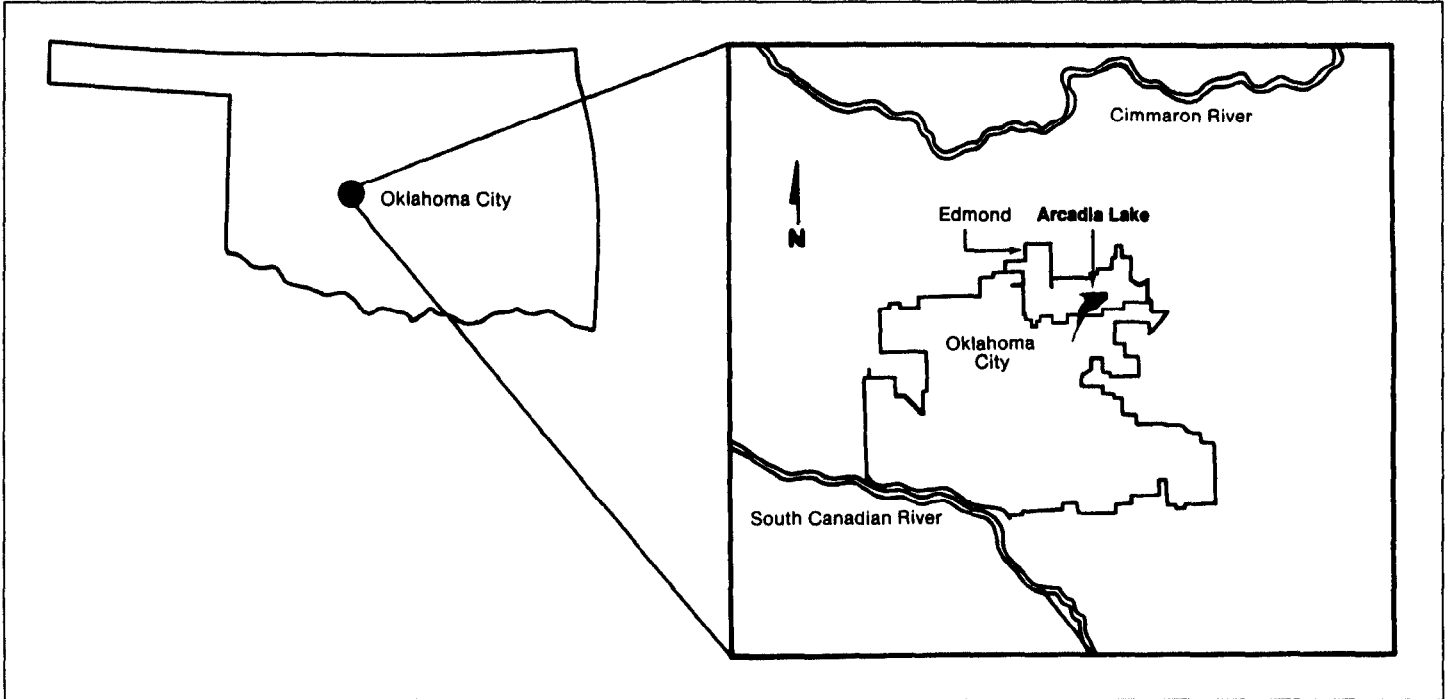 Oklahoma City
Cimmaron River
N
Edmond
Arcadia Lake
Oklahoma
City
South Canadian River